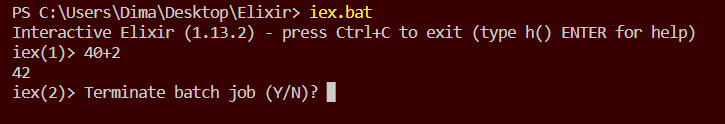 PS C:\Users\Dima\Desktop\Elixir> iex.bat
Interactive Elixir (1.13.2) - press Ctrl+C to exit (type h() ENTER for help)
iex(1)> 40+2
42
iex(2)> Terminate batch job (Y/N)?